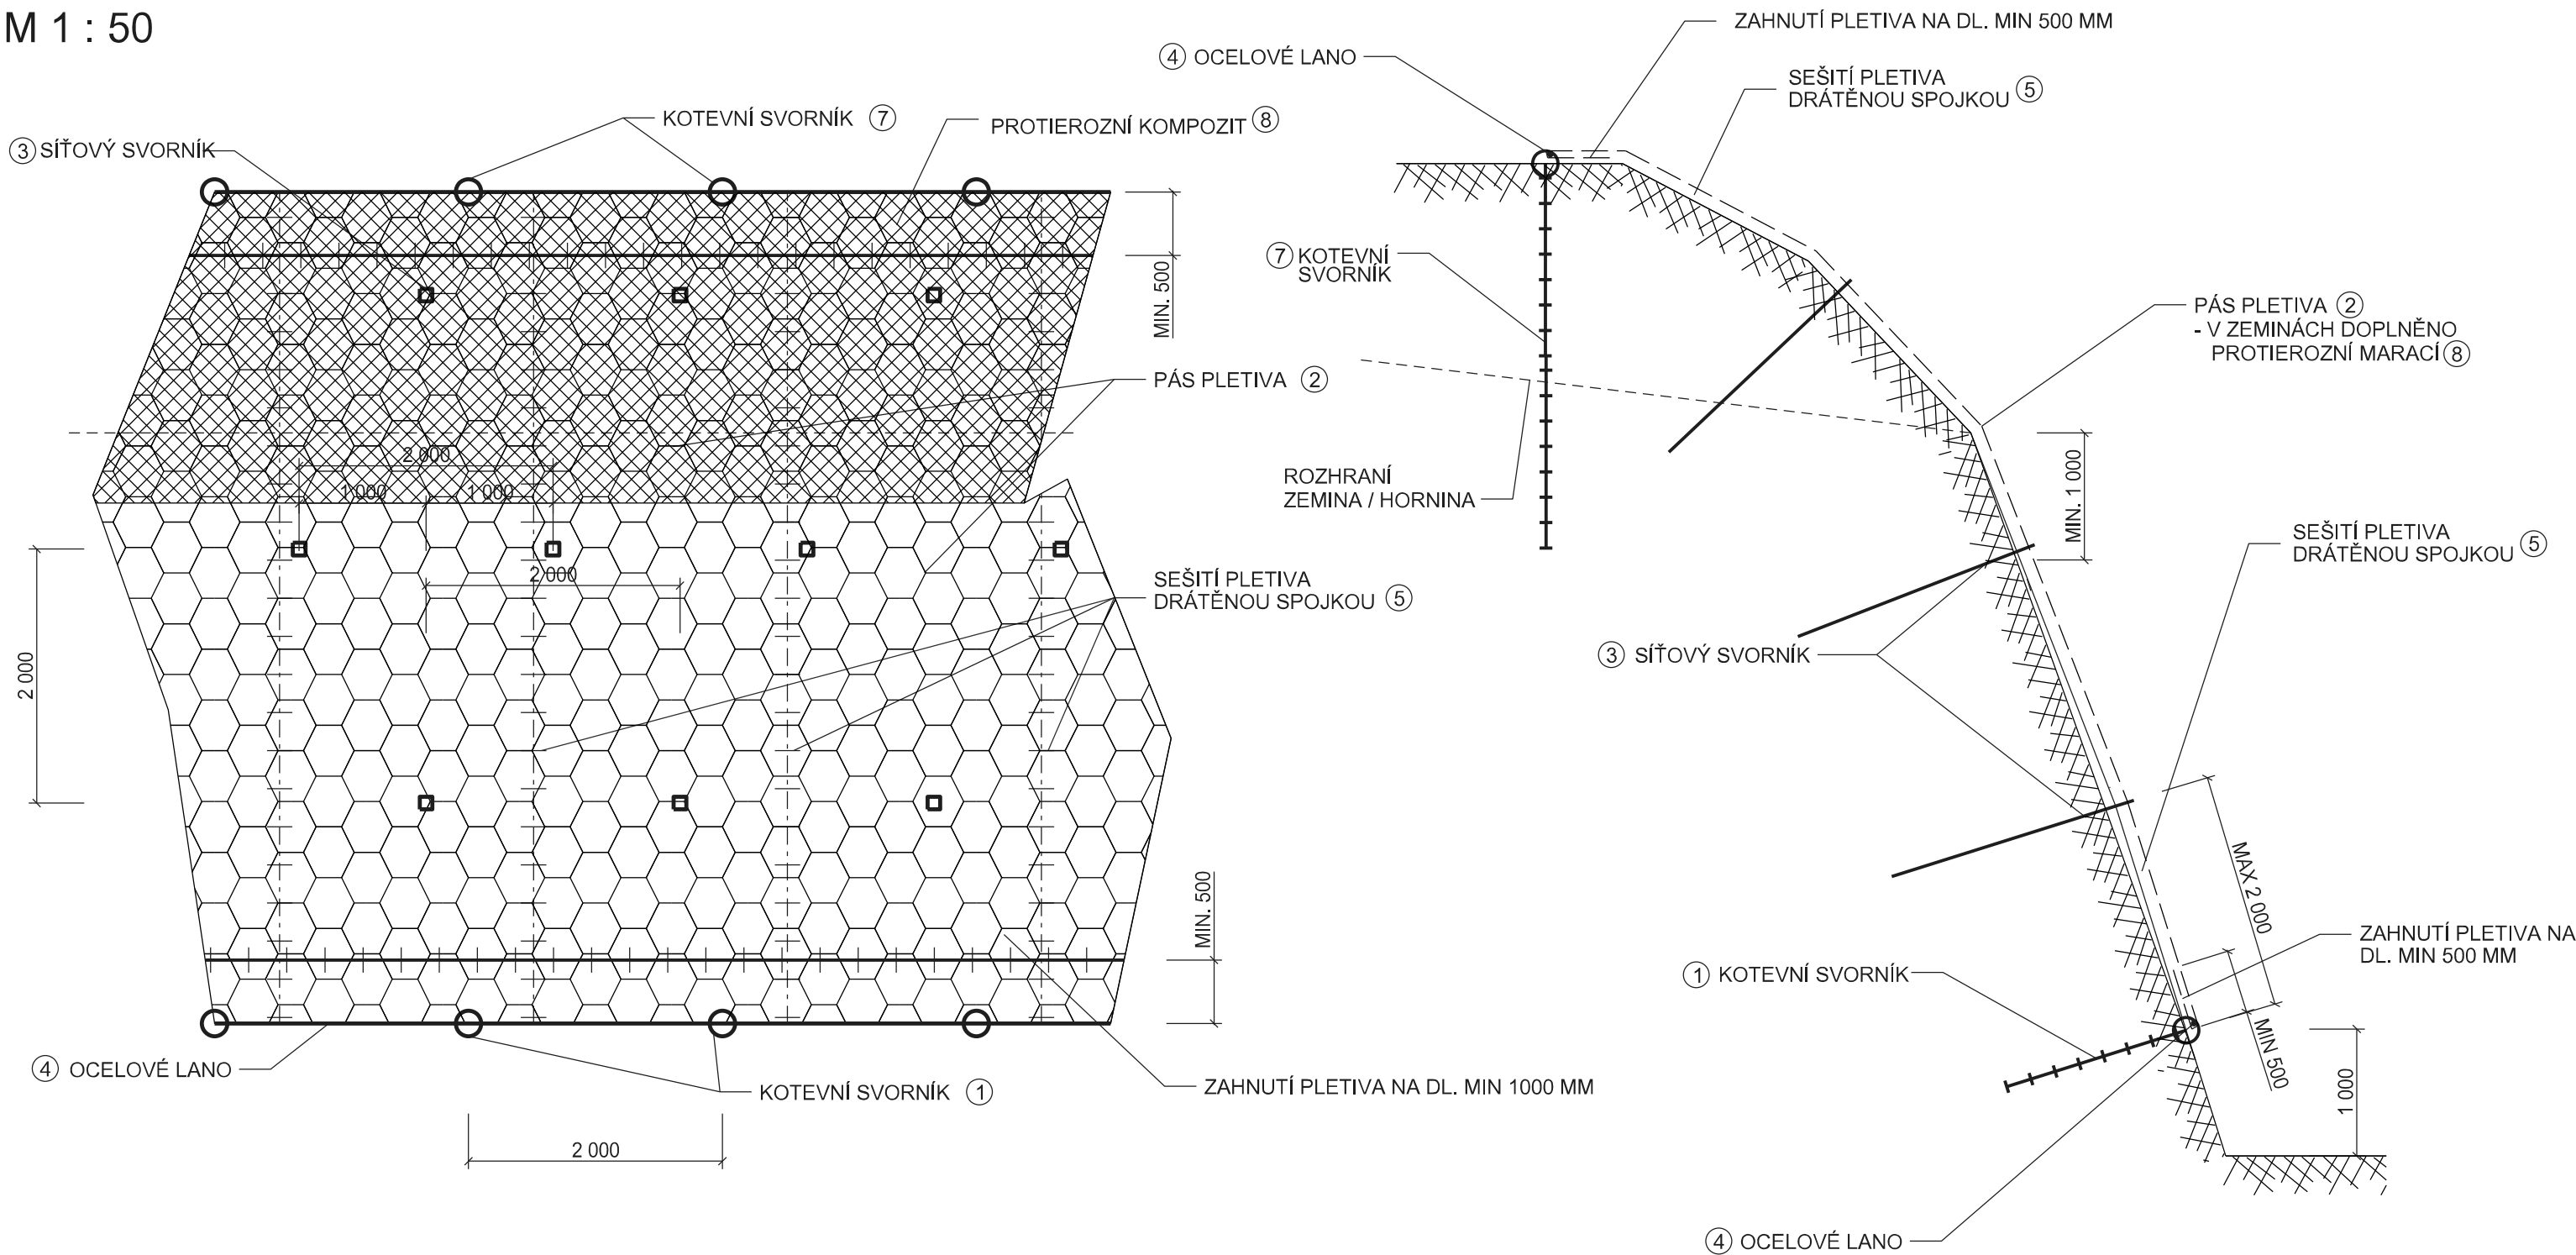 M 1 : 50
③ SÍŤOVÝ SVORNÍK
KOTEVNÍ SVORNÍK ⑦
PROTIEROZNÍ KOMPOZIT ⑧
MIN. 500
PÁS PLETIVA ②
2 000
1 000
1 000
2 000
2 000
SEŠITÍ PLETIVA
DRÁTĚNOU SPOJKOU ⑤
MIN. 500
④ OCELOVÉ LANO
KOTEVNÍ SVORNÍK ①
ZAHNUTÍ PLETIVA NA DL. MIN 1000 MM
2 000
ZAHNUTÍ PLETIVA NA DL. MIN 500 MM
④ OCELOVÉ LANO
SEŠITÍ PLETIVA
DRÁTĚNOU SPOJKOU ⑤
⑦ KOTEVNÍ
SVORNÍK
PÁS PLETIVA ②
- V ZEMINÁCH DOPLNĚNO
PROTIEROZNÍ MARACÍ ⑧
ROZHRANÍ
ZEMINA / HORNINA
MIN. 1 000
SEŠITÍ PLETIVA
DRÁTĚNOU SPOJKOU ⑤
③ SÍŤOVÝ SVORNÍK
MAX 2 000
ZAHNUTÍ PLETIVA NA
DL. MIN 500 MM
① KOTEVNÍ SVORNÍK
MIN 500
1 000
④ OCELOVÉ LANO